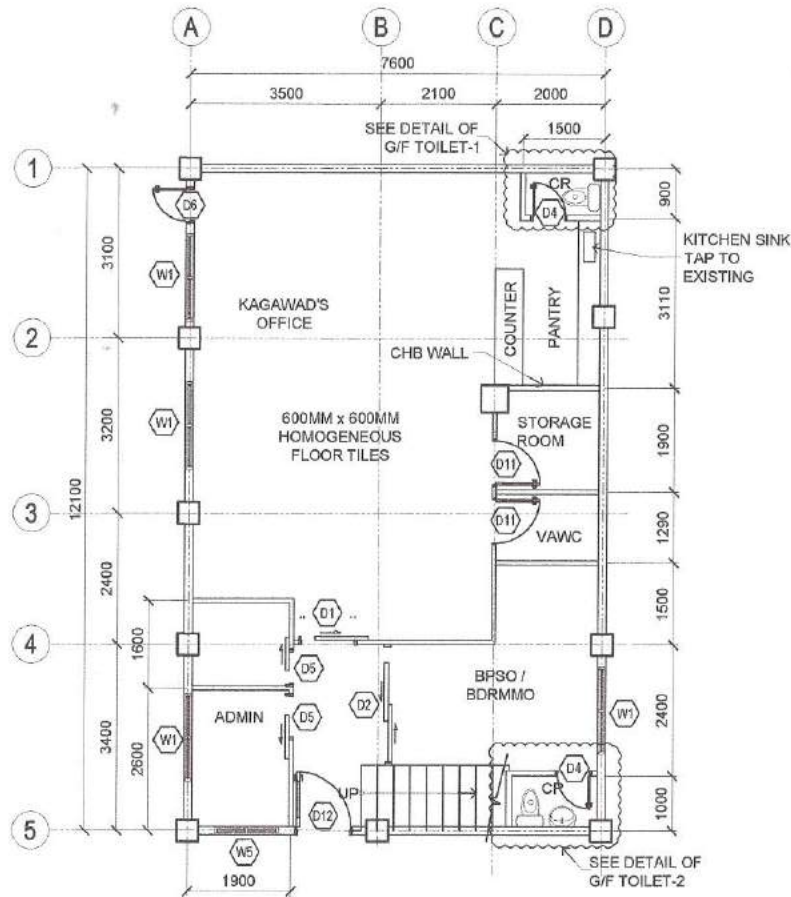 A
B
C
D
7600
3500
2100
2000
SEE DETAIL OF
G/F TOILET-1
1500
1
CR
D6
D4
900
KITCHEN SINK
TAP TO
EXISTING
3100
W1
KAGAWAD'S
OFFICE
COUNTER
PANTRY
3110
2
CHB WALL
3200
W1
600MM x 600MM
HOMOGENEOUS
FLOOR TILES
STORAGE
ROOM
1900
D11
12100
3
D11
VAWC
1290
2400
1500
D1
1600
4
D5
BPSO /
BDRMMO
ADMIN
D5
D2
W1
W1
2400
3400
2600
D4
CR
UP
1000
D12
5
W5
SEE DETAIL OF
G/F TOILET-2
1900